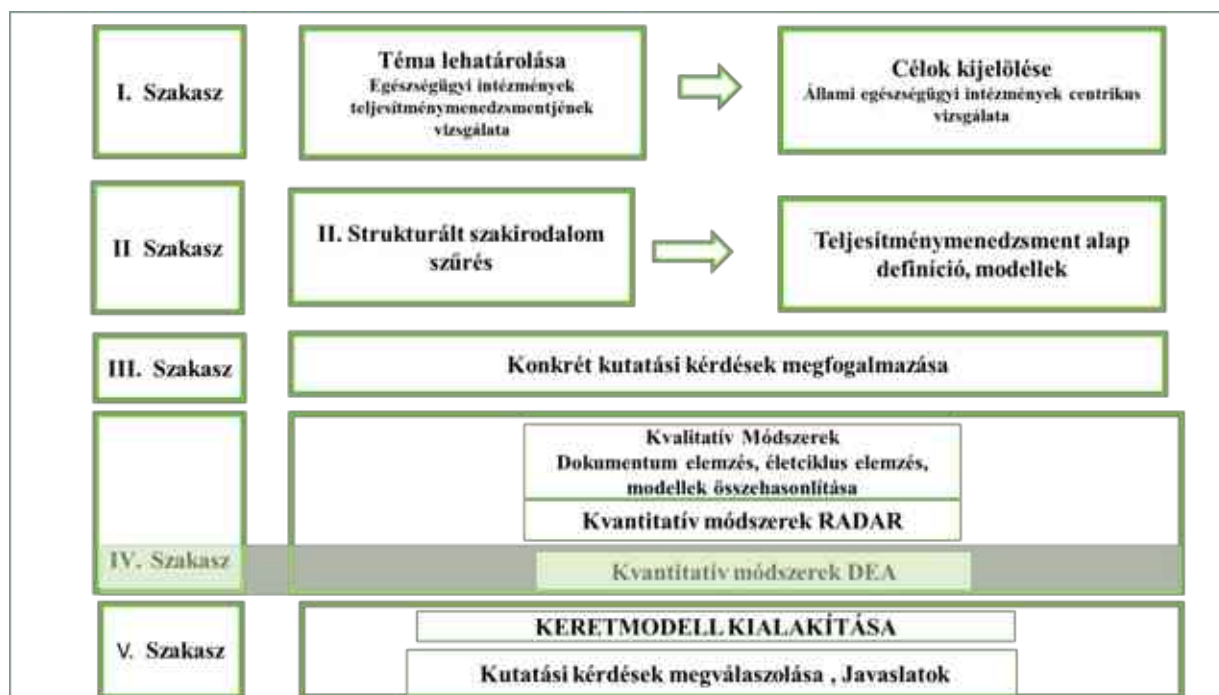 I. Szakasz
Téma lehatárolása
Egészségügyi intézmények
teljesítménymenedzsmentjének
vizsgálata
Célok kijelölése
Állami egészségügyi intézmények centrikus
vizsgálata
II Szakasz
II. Strukturált szakirodalom
szűrés
Teljesítménymenedzsment alap
definíció, modellek
III. Szakasz
Konkrét kutatási kérdések megfogalmazása
Kvalitatív Módszerek
Dokumentum elemzés, életciklus elemzés,
modellek összehasonlítása
Kvantitatív módszerek RADAR
IV. Szakasz
Kvantitatív módszerek DEA
V. Szakasz
KERETMODELL KIALAKÍTÁSA
Kutatási kérdések megválaszolása , Javaslatok